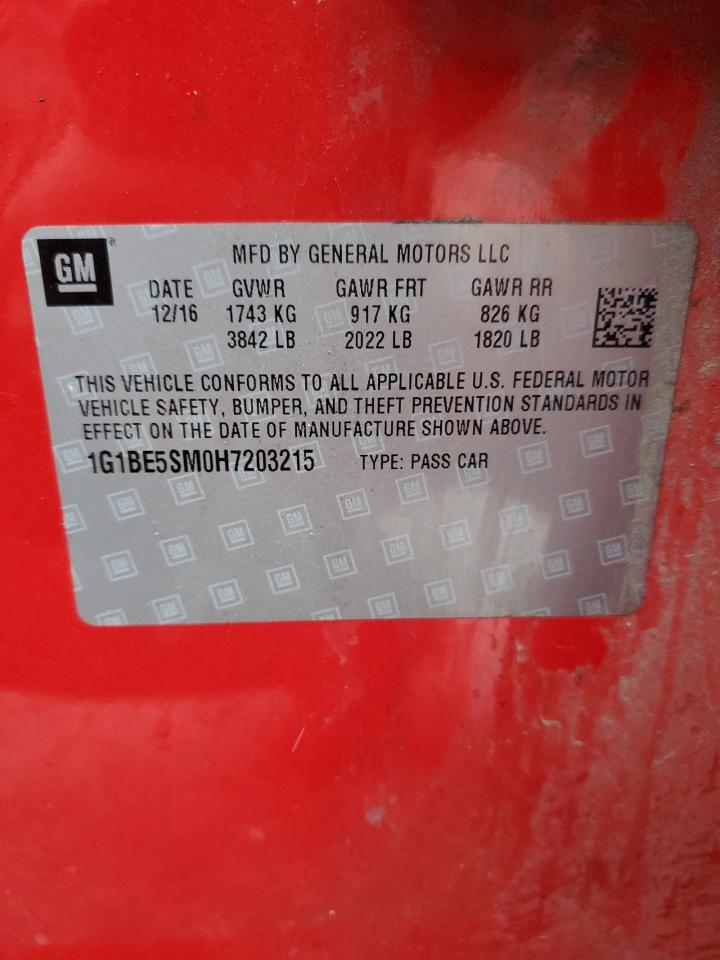 GM
MFD BY GENERAL MOTORS LLC
DATE GVWR GAWR FRT GAWR RR
12/16 1743 KG 917 KG 826 KG
3842 LB 2022 LB 1820 LB
THIS VEHICLE CONFORMS TO ALL APPLICABLE U.S. FEDERAL MOTOR
VEHICLE SAFETY, BUMPER, AND THEFT PREVENTION STANDARDS IN
EFFECT ON THE DATE OF MANUFACTURE SHOWN ABOVE.
1G1BE5SM0H7203215 TYPE: PASS CAR